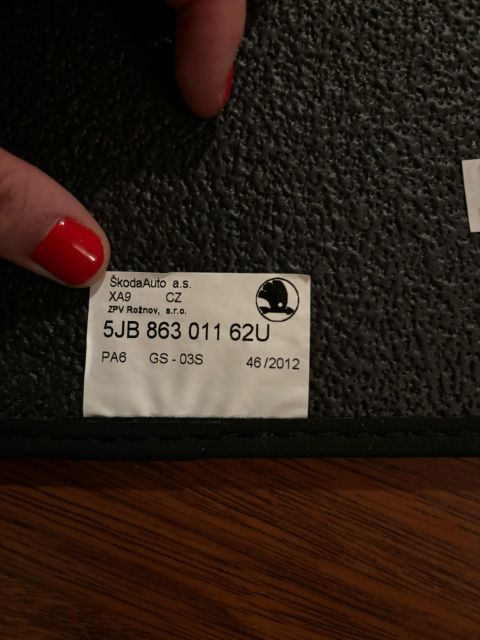 ŠkodaAuto a.s.
XA9 CZ
ZPV Rožnov, s.r.o.
5JB 863 011 62U
PA6 GS - 03S 46/2012